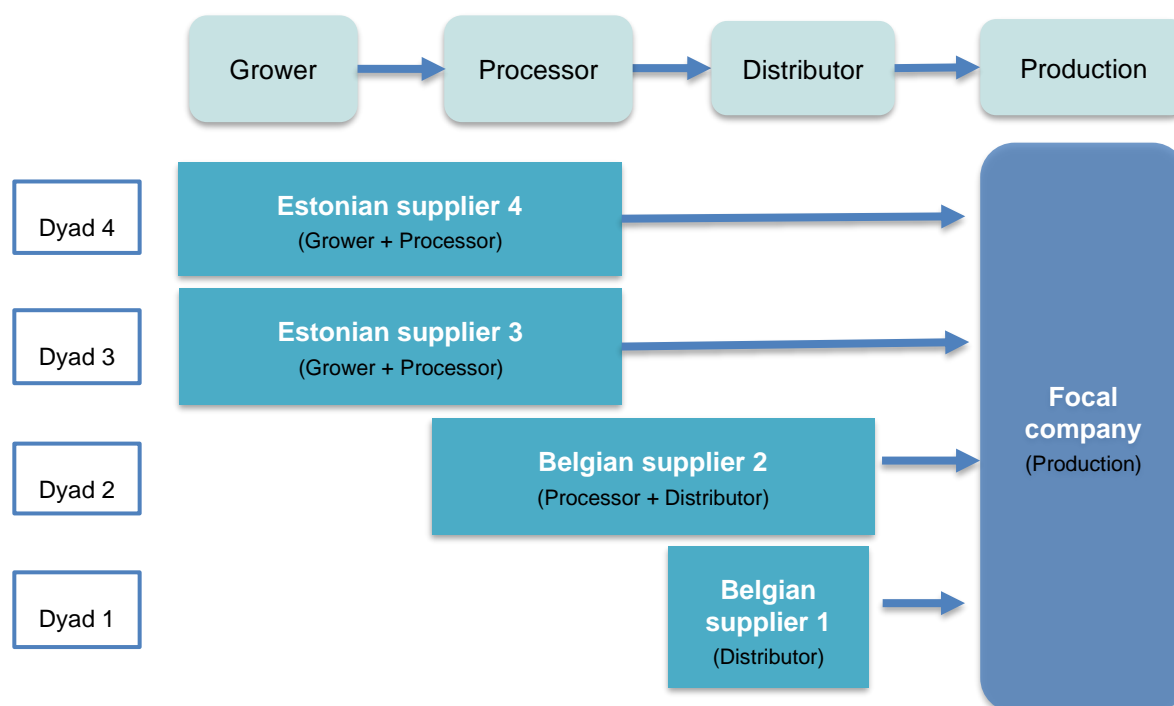 Grower
Processor
Distributor
Production
Dyad 4
Estonian supplier 4
(Grower + Processor)
Dyad 3
Estonian supplier 3
(Grower + Processor)
Focal
company
(Production)
Dyad 2
Belgian supplier 2
(Processor + Distributor)
Dyad 1
Belgian
supplier 1
(Distributor)